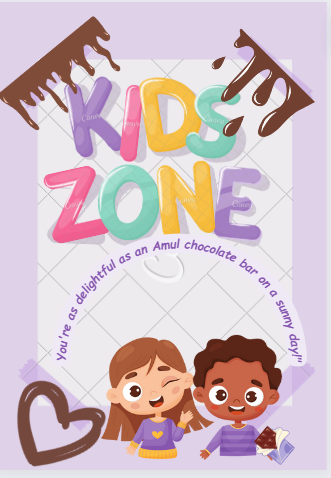 KIDS
ZONE
You're as delightful as an Amul chocolate bar on a sunny day!"